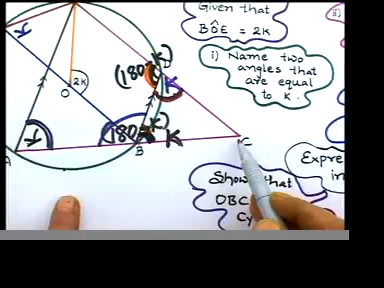 Given that
BÔE = 2K
i) Name two
angles that
are equal
to K.
ii)
K
(180-K)
D
K
2K
O
K
(180-K)
K
A
B
C
Expre
in
Show that
OBC
Cy